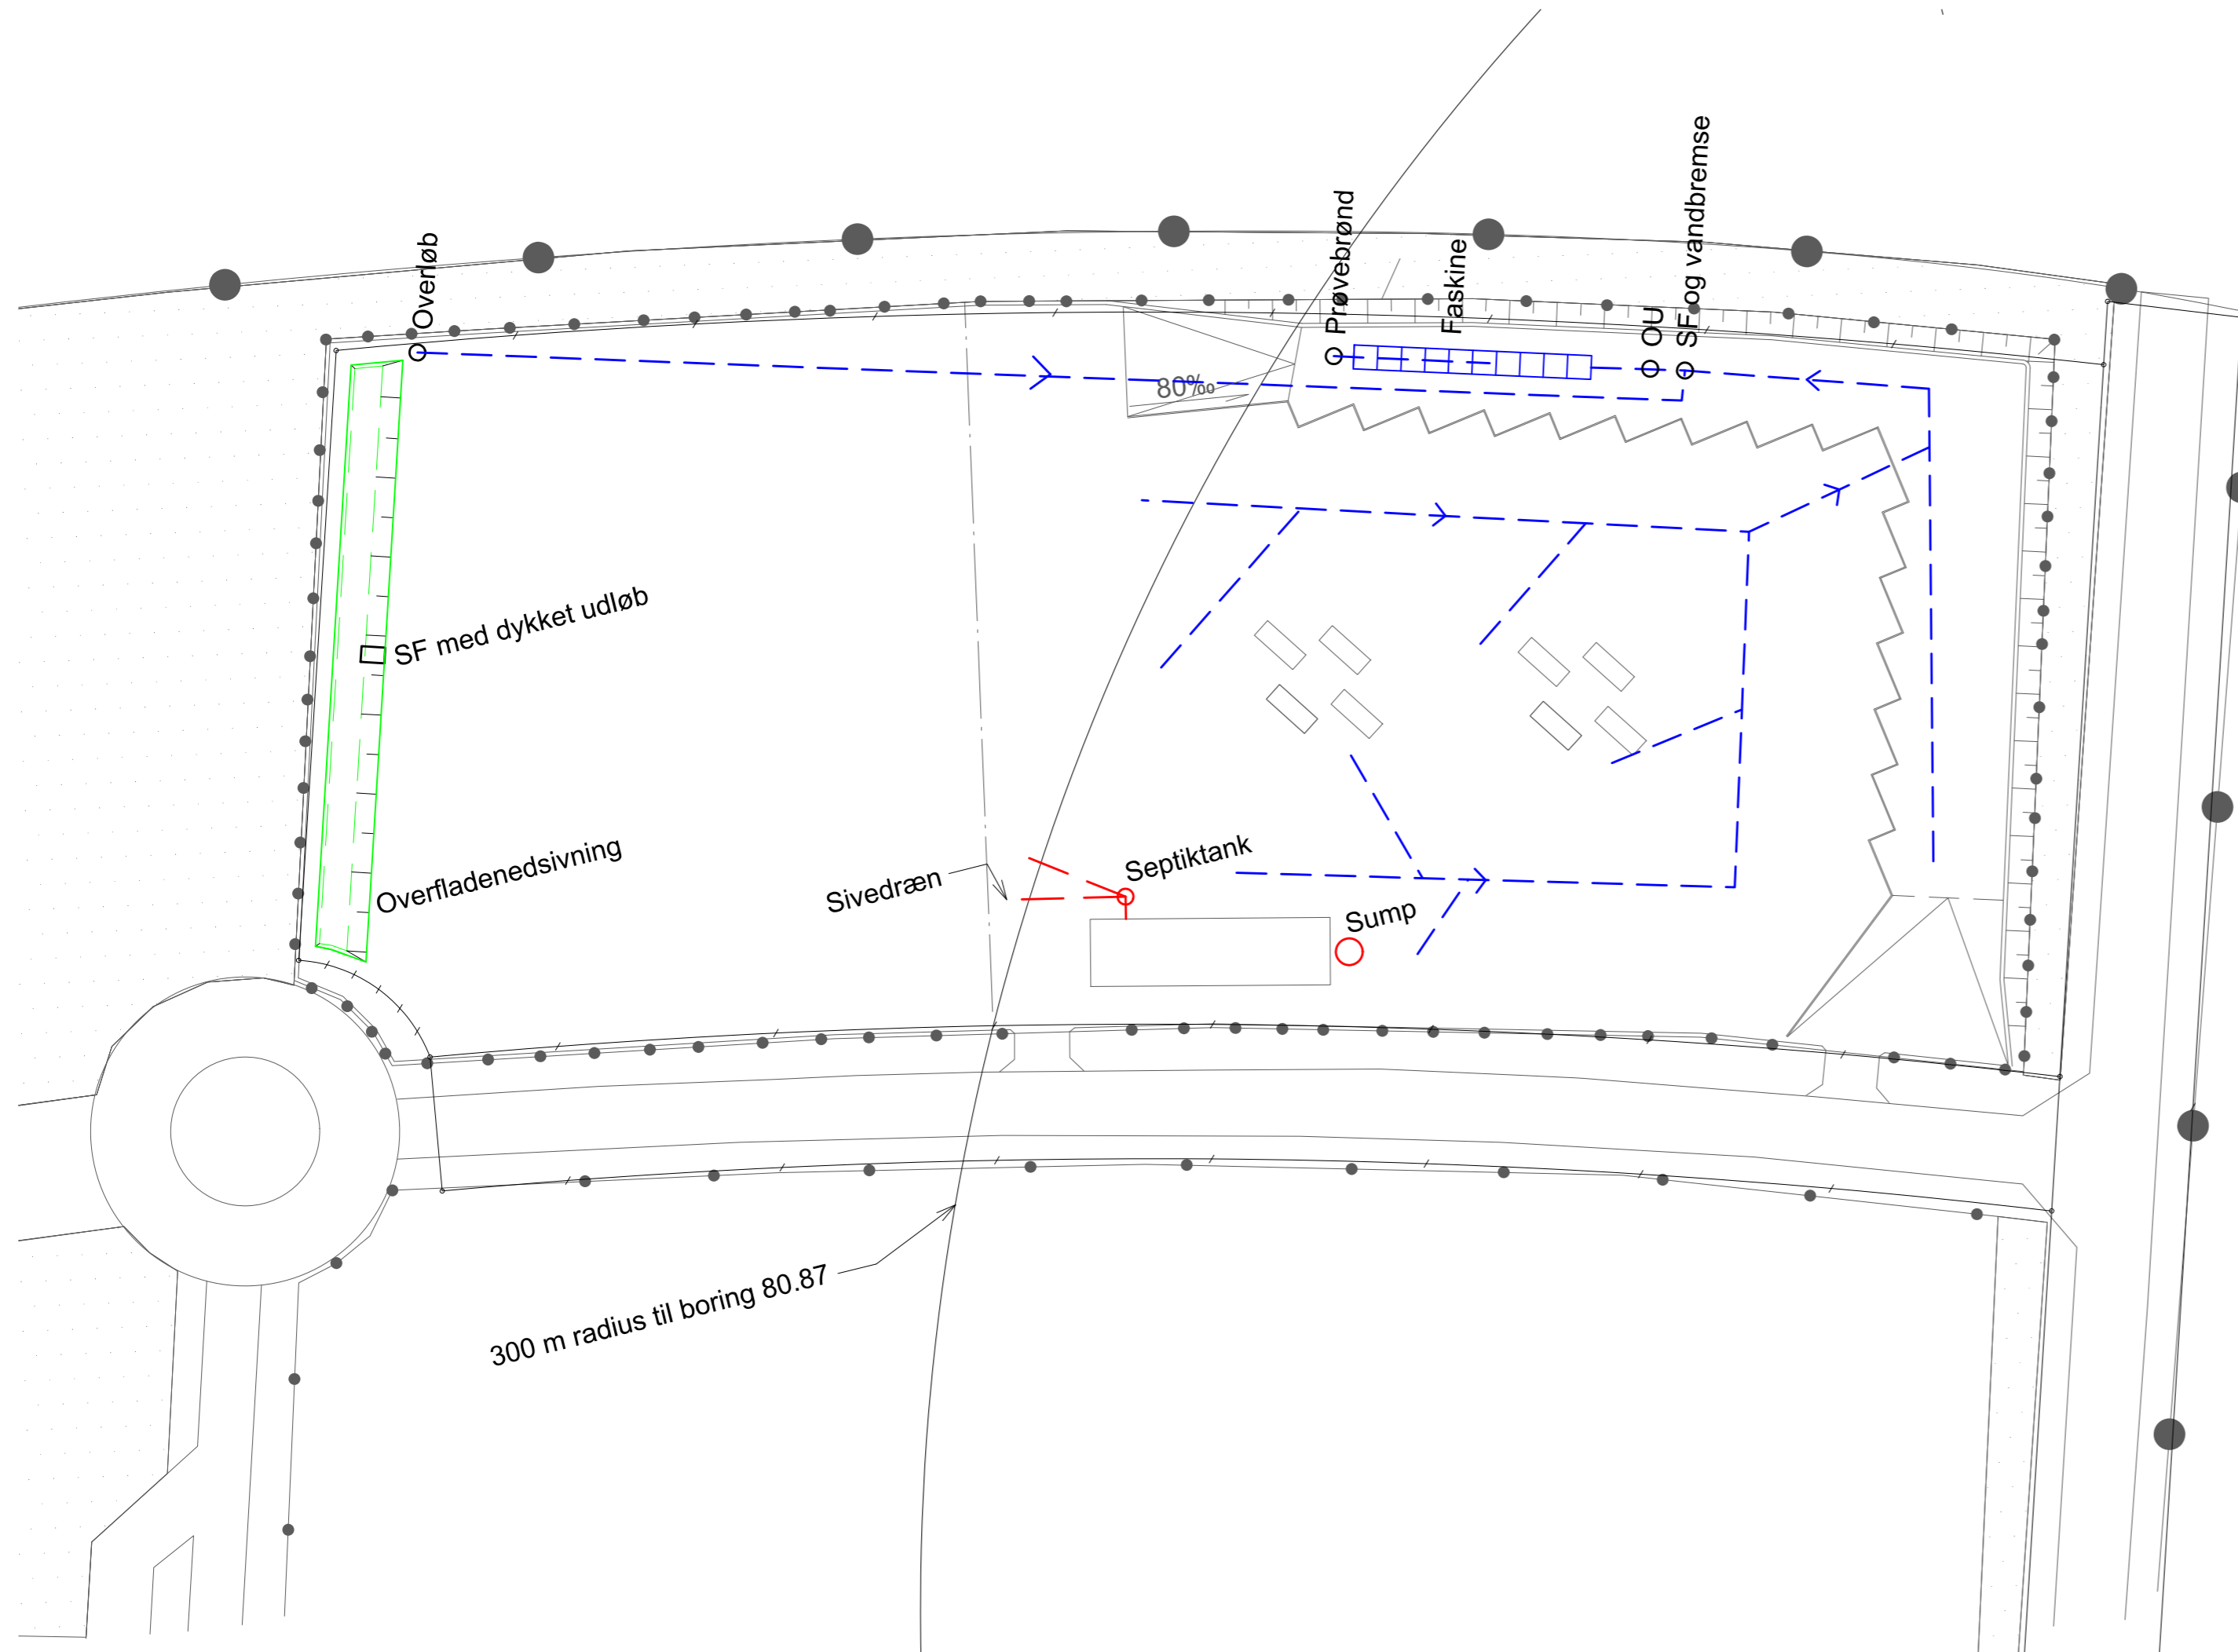 Overløb
Prøvebrønd
Faskine
OU
SF og vandbremse
80‰
SF med dykket udløb
Overfladenedsivning
Sivedræn
Septiktank
Sump
300 m radius til boring 80.87